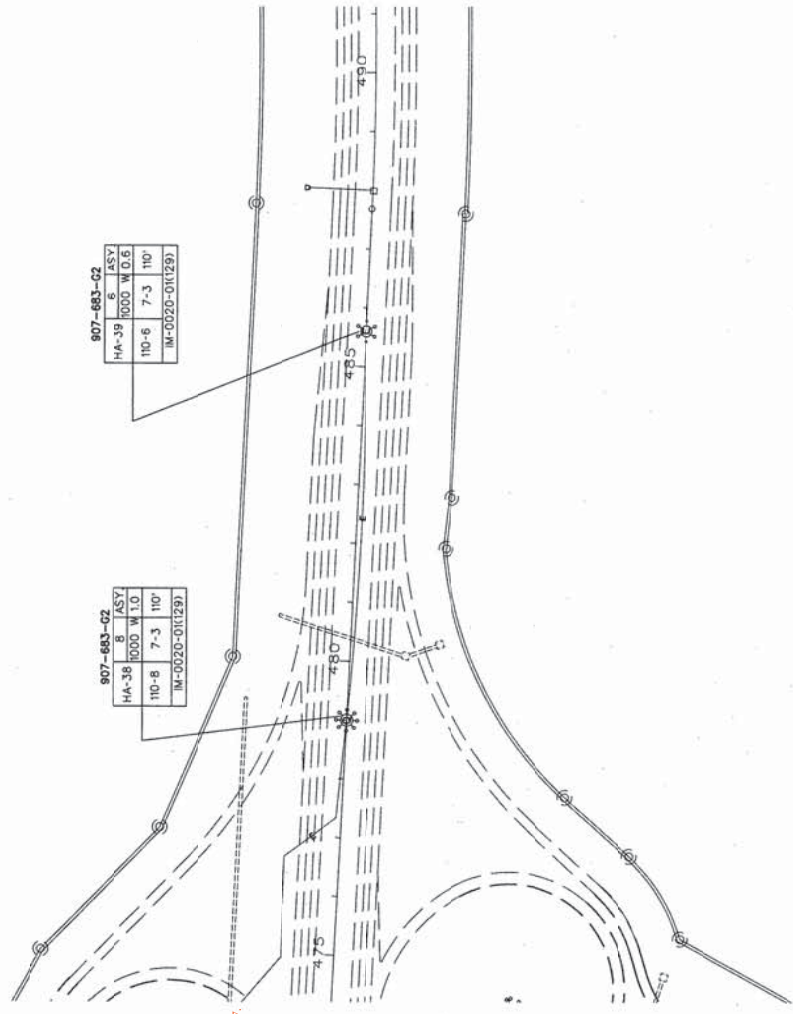 907-683-G2
HA-39 6 ASY.
1000 W 0.6
110-6 7-3 110'
IM-0020-01(129)
907-683-G2
HA-38 8 ASY.
1000 W 1.0
110-8 7-3 110'
IM-0020-01(129)
490
485
480
475